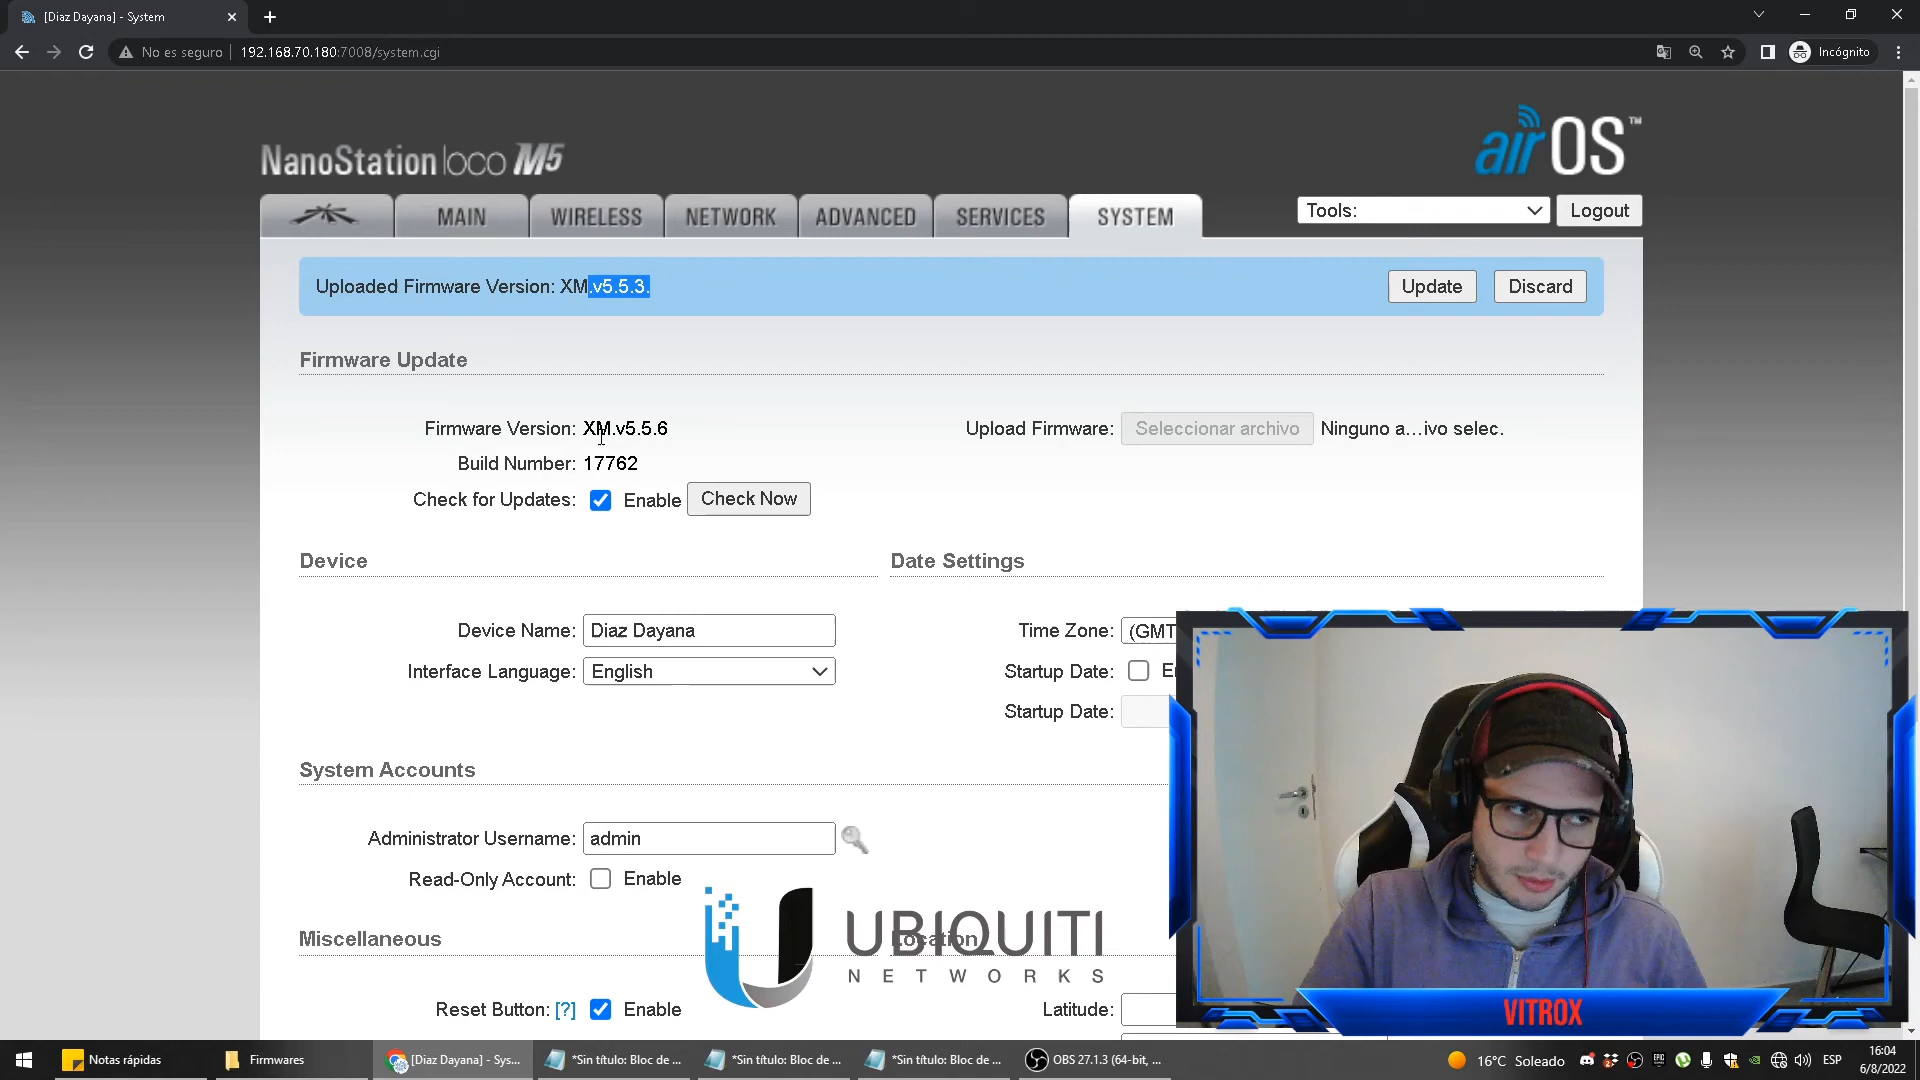 [Diaz Dayana] - System
No es seguro
192.168.70.180:7008/system.cgi
Incógnito
NanoStation loco M5
airOS™
MAIN
WIRELESS
NETWORK
ADVANCED
SERVICES
SYSTEM
Tools:
Logout
Uploaded Firmware Version: XM.v5.5.3.
Update
Discard
Firmware Update
Firmware Version: XM.v5.5.6
Upload Firmware: Seleccionar archivo Ninguno a...ivo selec.
Build Number: 17762
Check for Updates: Enable Check Now
Device
Date Settings
Device Name: Diaz Dayana
Time Zone: (GMT
Interface Language: English
Startup Date: E
Startup Date:
System Accounts
Administrator Username: admin
Read-Only Account: Enable
Miscellaneous
Location
UBIQUITI
NETWORKS
Reset Button: [?] Enable
Latitude:
VITROX
Notas rápidas
Firmwares
[Diaz Dayana] - Sys...
*Sin título: Bloc de ...
*Sin título: Bloc de ...
*Sin título: Bloc de ...
OBS 27.1.3 (64-bit, ...
16°C Soleado
ESP
16:04
6/8/2022